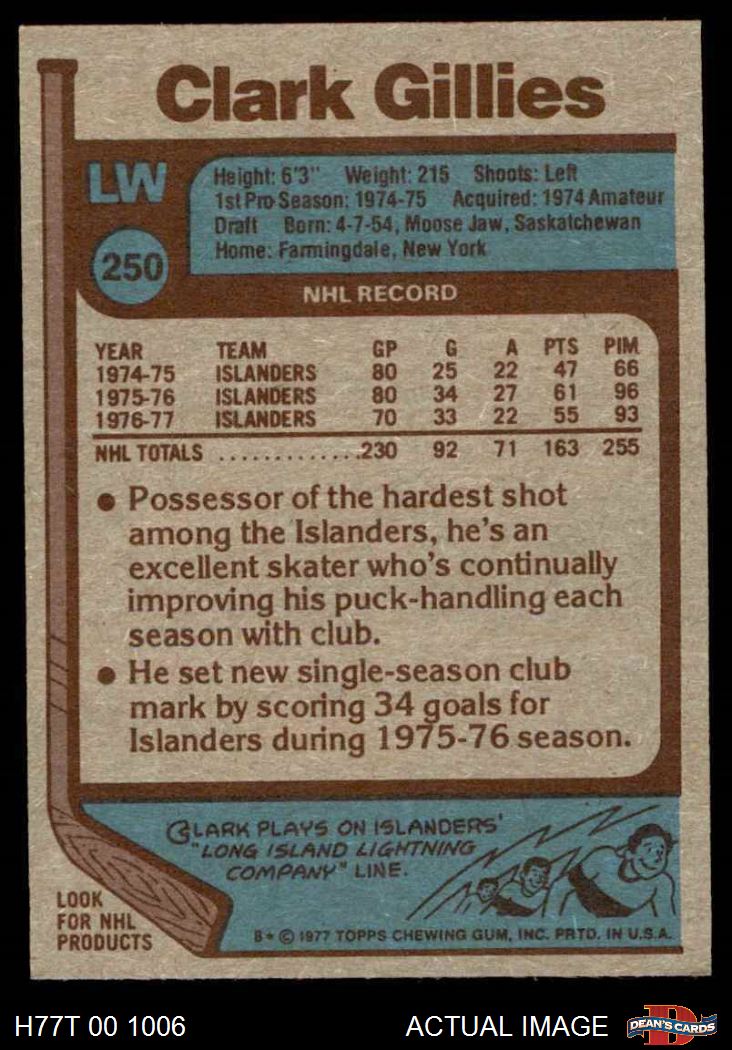 Clark Gillies
LW
250
Height: 6'3" Weight: 215 Shoots: Left
1st Pro Season: 1974-75 Acquired: 1974 Amateur
Draft Born: 4-7-54, Moose Jaw, Saskatchewan
Home: Farmingdale, New York
NHL RECORD
YEAR TEAM GP G A PTS PIM
1974-75 ISLANDERS 80 25 22 47 66
1975-76 ISLANDERS 80 34 27 61 96
1976-77 ISLANDERS 70 33 22 55 93
NHL TOTALS .............230 92 71 163 255
● Possessor of the hardest shot
among the Islanders, he's an
excellent skater who's continually
improving his puck-handling each
season with club.
● He set new single-season club
mark by scoring 34 goals for
Islanders during 1975-76 season.
CLARK PLAYS ON ISLANDERS'
"LONG ISLAND LIGHTNING
COMPANY" LINE.
LOOK
FOR NHL
PRODUCTS
B* © 1977 TOPPS CHEWING GUM, INC. PRTD. IN U.S.A.
H77T 00 1006
ACTUAL IMAGE
D
DEAN'S CARDS